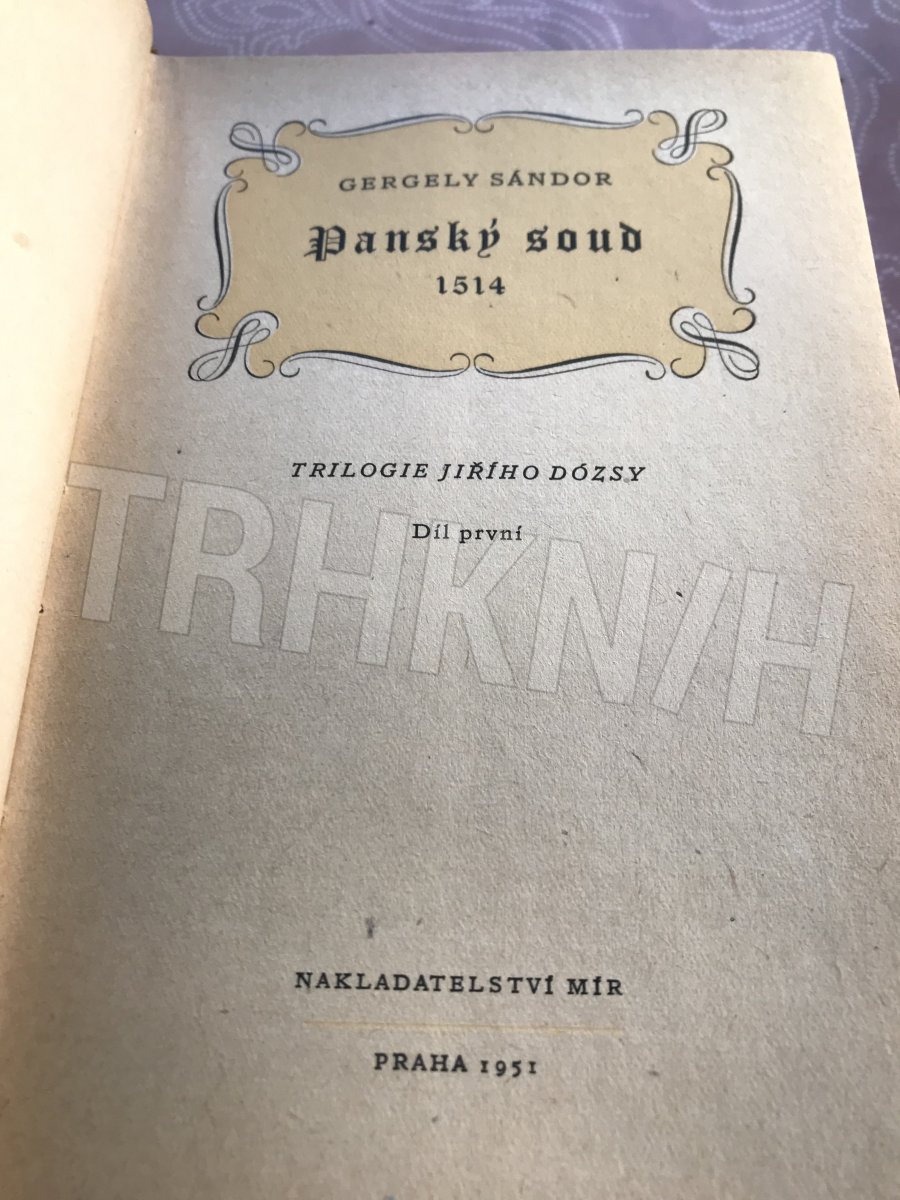 GERGELY SÁNDOR
Panský soud
1514
TRILOGIE JIŘÍHO DÓZSY
Díl první
TRHKNIH
NAKLADATELSTVÍ MÍR
PRAHA 1951